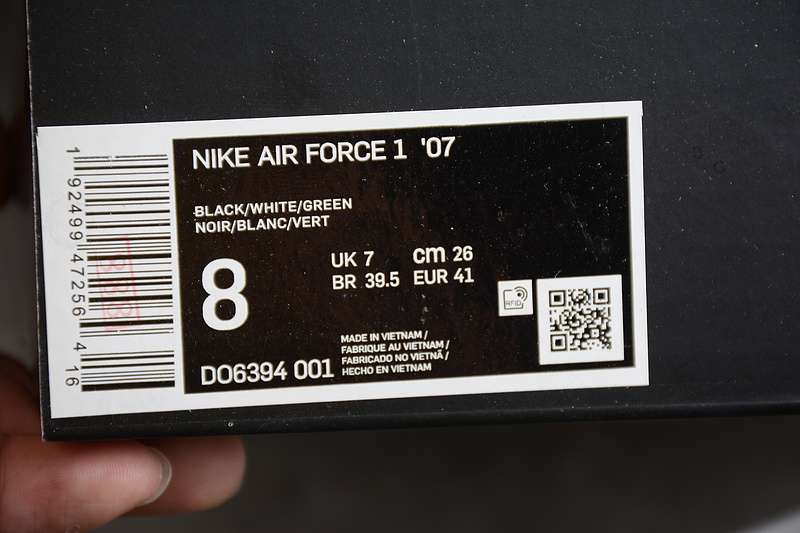 NIKE AIR FORCE 1 '07
BLACK/WHITE/GREEN
NOIR/BLANC/VERT
8
UK 7 cm 26
BR 39.5 EUR 41
RFID
DO6394 001
MADE IN VIETNAM /
FABRIQUE AU VIETNAM /
FABRICADO NO VIETNÃ /
HECHO EN VIETNAM
1 92499 47256 4 16